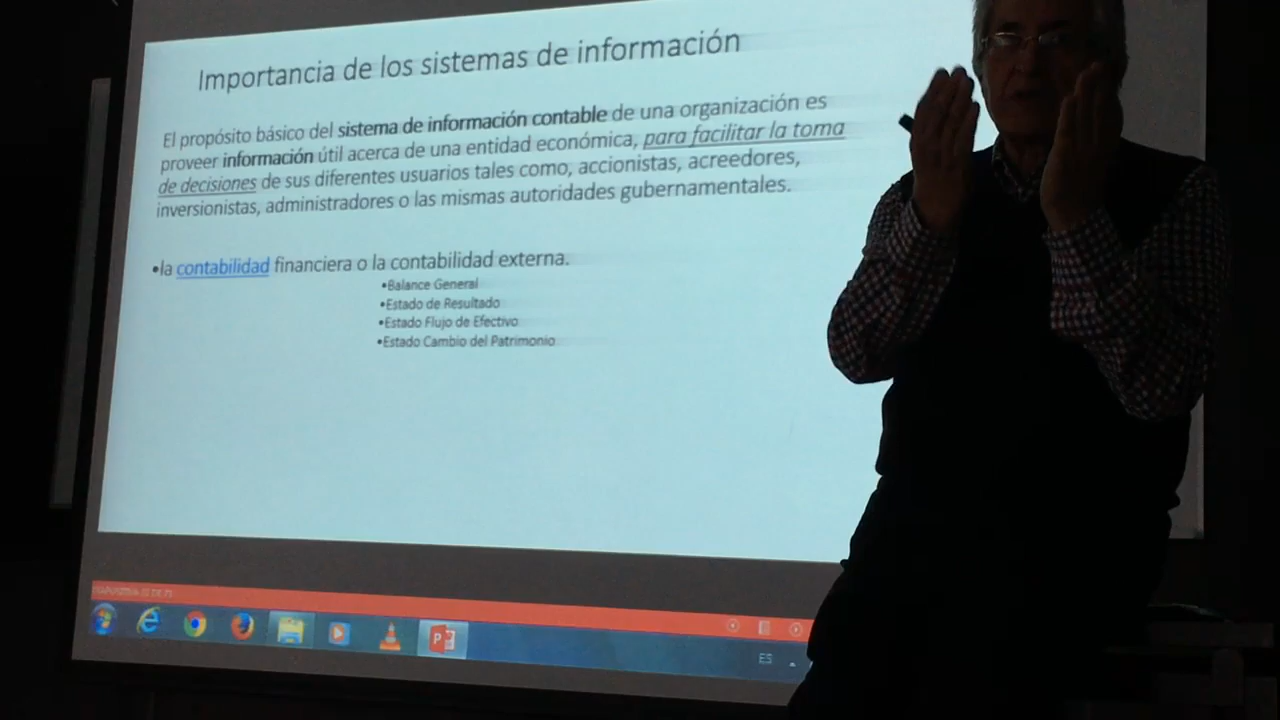 Importancia de los sistemas de información
El propósito básico del sistema de información contable de una organización es
proveer información útil acerca de una entidad económica, para facilitar la toma
de decisiones de sus diferentes usuarios tales como, accionistas, acreedores,
inversionistas, administradores o las mismas autoridades gubernamentales.
•la contabilidad financiera o la contabilidad externa.
•Balance General
•Estado de Resultado
•Estado Flujo de Efectivo
•Estado Cambio del Patrimonio
ES